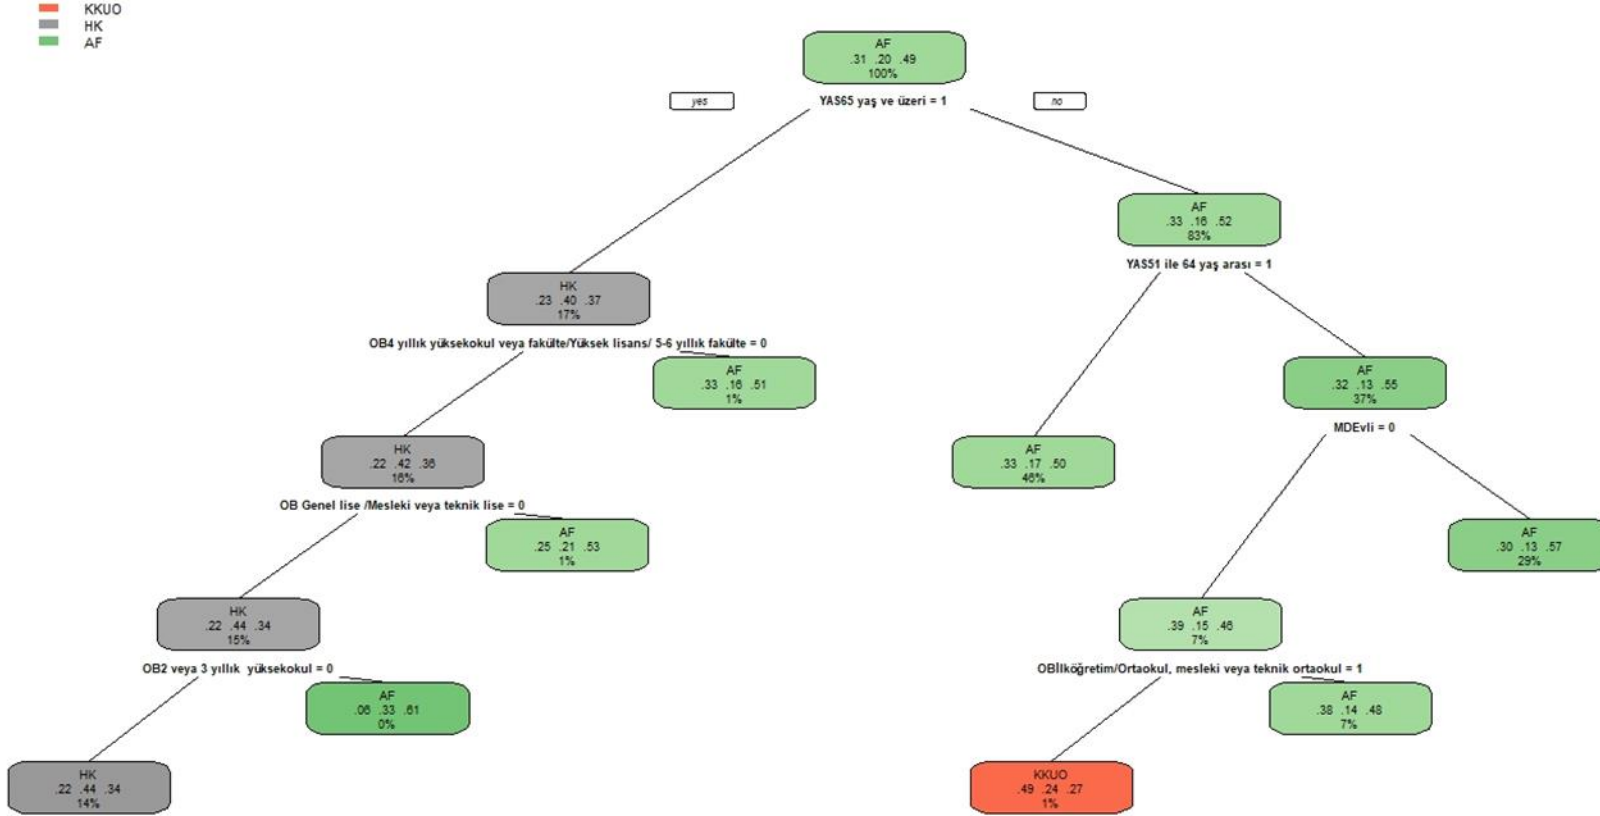 KKUO
HK
AF
AF
.31 .20 .49
100%
yes
YAS65 yaş ve üzeri = 1
no
AF
.33 .16 .52
83%
YAS51 ile 64 yaş arası = 1
HK
.23 .40 .37
17%
OB4 yıllık yüksekokul veya fakülte/Yüksek lisans/ 5-6 yıllık fakülte = 0
AF
.33 .16 .51
1%
AF
.32 .13 .55
37%
MDEvli = 0
HK
.22 .42 .36
16%
OB Genel lise /Mesleki veya teknik lise = 0
AF
.33 .17 .50
46%
AF
.25 .21 .53
1%
AF
.30 .13 .57
29%
HK
.22 .44 .34
15%
OB2 veya 3 yıllık yüksekokul = 0
AF
.39 .15 .46
7%
OBİlköğretim/Ortaokul, mesleki veya teknik ortaokul = 1
AF
.06 .33 .61
0%
AF
.38 .14 .48
7%
HK
.22 .44 .34
14%
KKUO
.49 .24 .27
1%